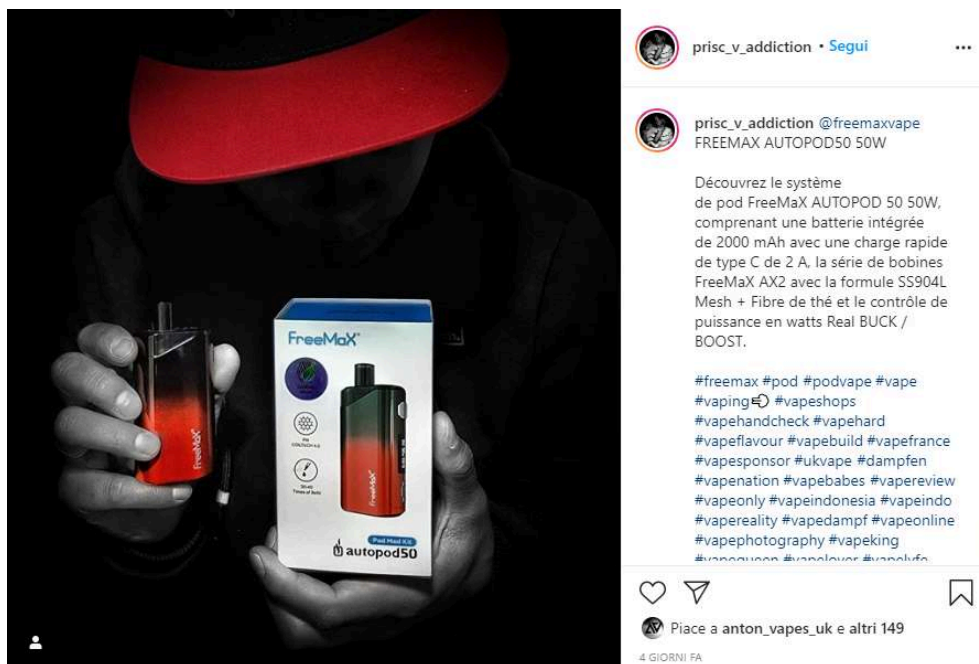 FreeMaX
FreeMaX
FreeMaX
Pod Mod Kit
autopod50
prisc_v_addiction • Segui
prisc_v_addiction @freemaxvape
FREEMAX AUTOPOD50 50W
Découvrez le système
de pod FreeMaX AUTOPOD 50 50W,
comprenant une batterie intégrée
de 2000 mAh avec une charge rapide
de type C de 2 A, la série de bobines
FreeMaX AX2 avec la formule SS904L
Mesh + Fibre de thé et le contrôle de
puissance en watts Real BUCK /
BOOST.
#freemax #pod #podvape #vape
#vaping #vapeshops
#vapehandcheck #vapehard
#vapeflavour #vapebuild #vapefrance
#vapesponsor #ukvape #dampfen
#vapenation #vapebabes #vapereview
#vapeonly #vapeindonesia #vapeindo
#vapereality #vapedampf #vapeonline
#vapephotography #vapeking
#vapequeen #vapelover #vapelyfe
Piace a anton_vapes_uk e altri 149
4 GIORNI FA